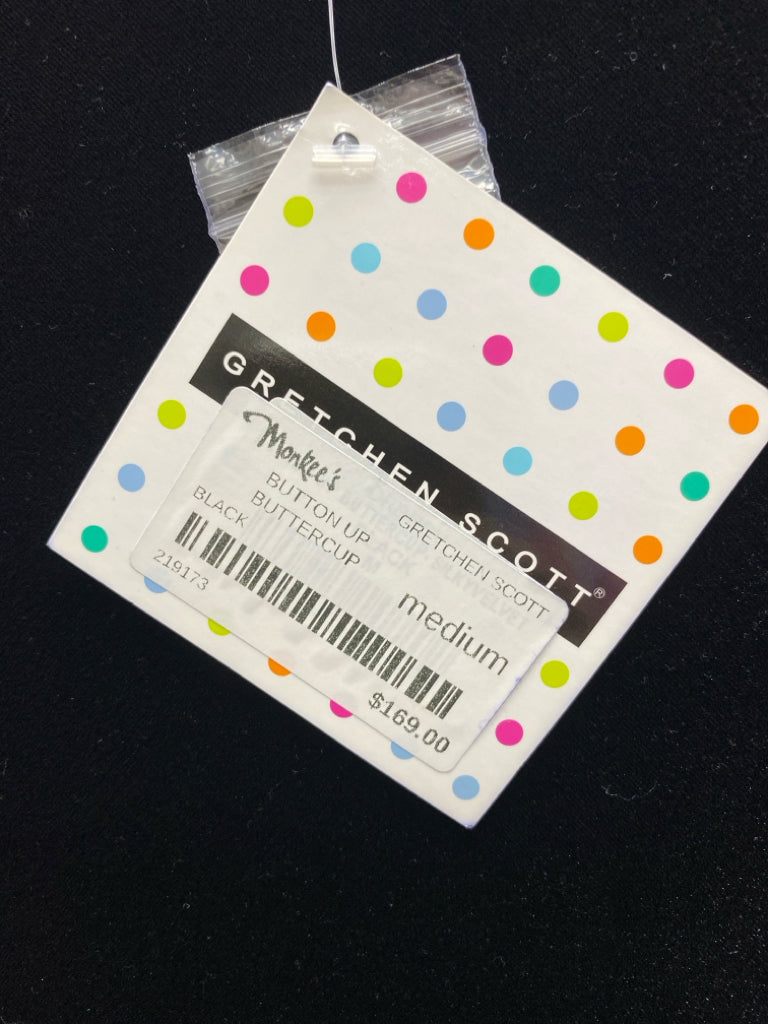 GRETCHEN SCOTT®
Monkee's
GRETCHEN SCOTT
BUTTON UP
BUTTERCUP
BLACK
medium
219173
$169.00